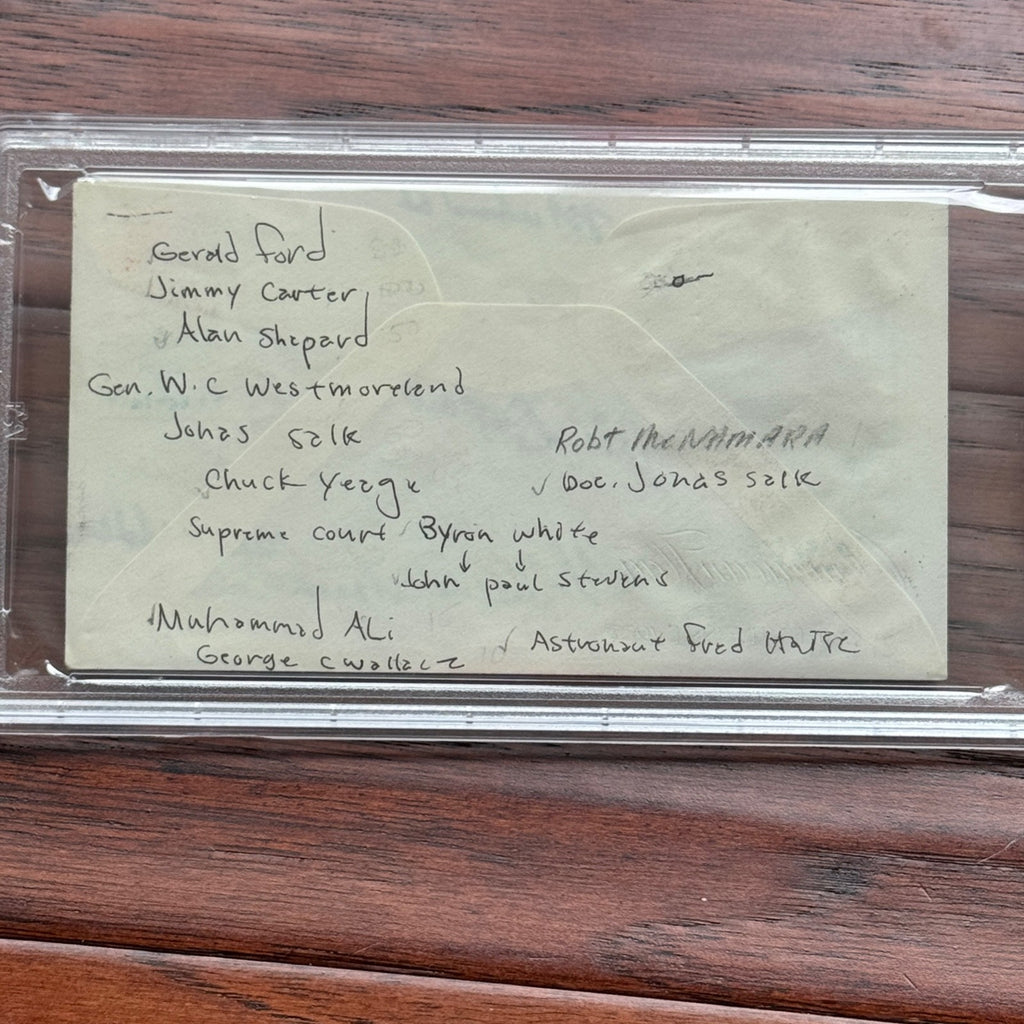 Gerald Ford
Jimmy Carter
Alan Shepard
Gen. W.C Westmoreland
Jonas Salk
Robt McNAMARA
Chuck Yeage
✓ Doc. Jonas Salk
Supreme court Byron White
↓ ↓
John paul Stevens
Muhammad ALi
✓ Astronaut Fred HaISE
George C Wallace